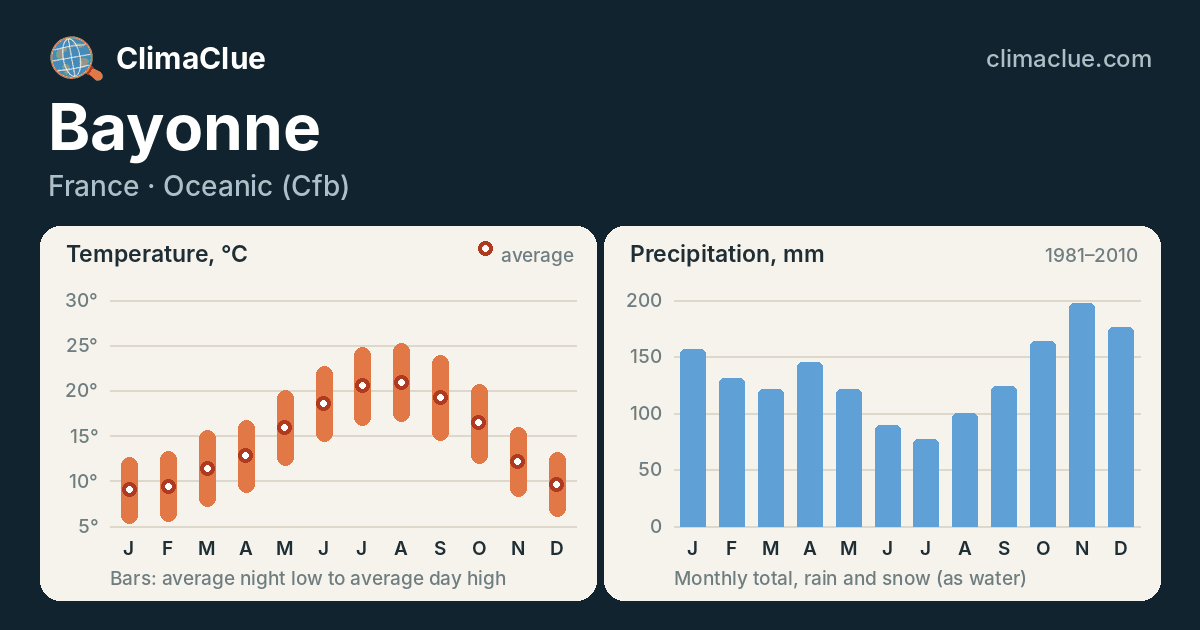 ClimaClue
climaclue.com
Bayonne
France · Oceanic (Cfb)
Temperature, °C
average
30°
25°
20°
15°
10°
5°
J F M A M J J A S O N D
Bars: average night low to average day high
Precipitation, mm
1981–2010
200
150
100
50
0
J F M A M J J A S O N D
Monthly total, rain and snow (as water)